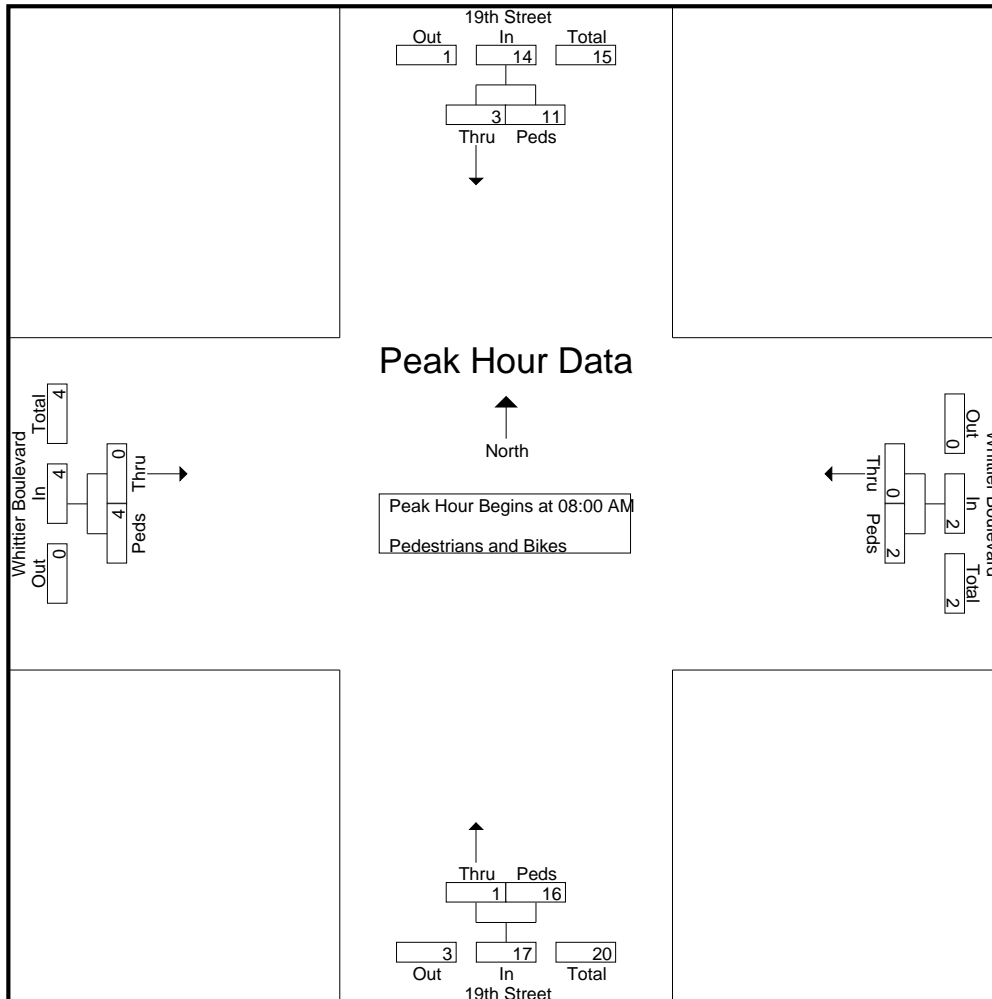 19th Street
Out In Total
1 14 15
3 11
Thru Peds
Peak Hour Data
North
Peak Hour Begins at 08:00 AM
Pedestrians and Bikes
Whittier Boulevard
Total In Out
4 4 0
0 4
Thru Peds
Whittier Boulevard
Out In Total
0 2 2
0 2
Thru Peds
Thru Peds
1 16
3 17 20
Out In Total
19th Street